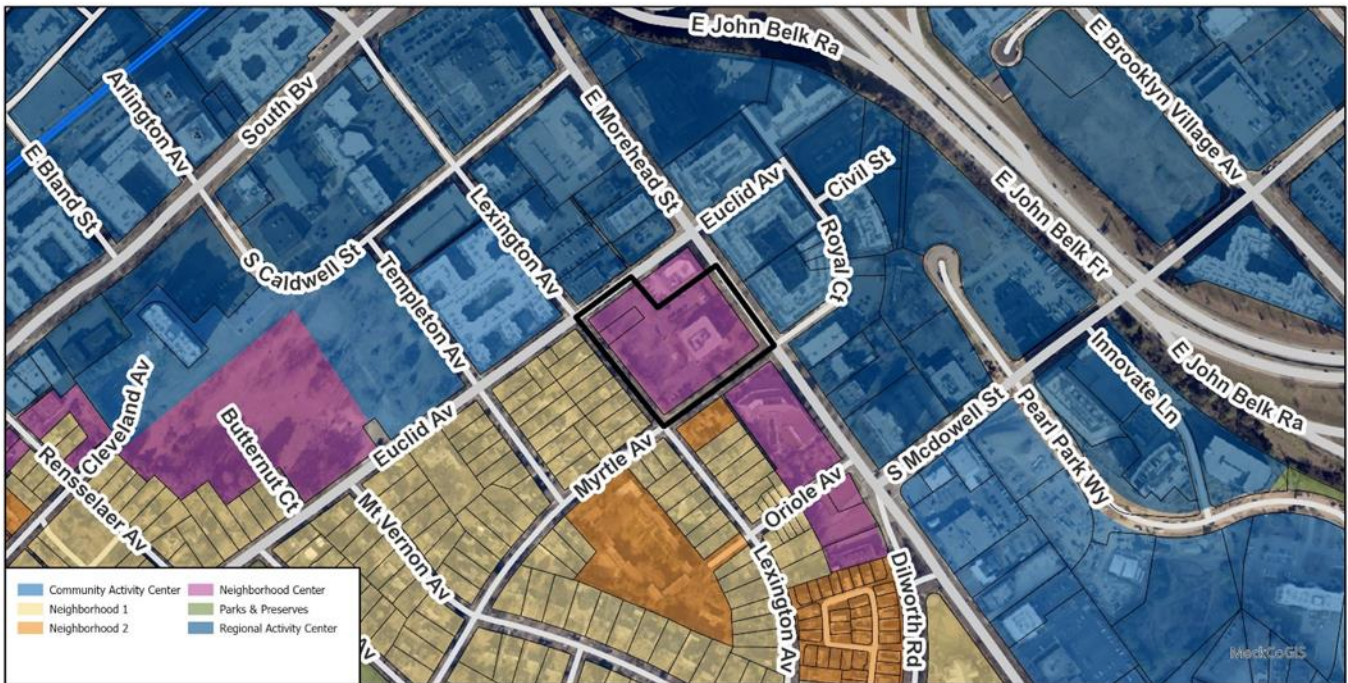 E John Belk Ra
E Brooklyn Village Av
Arlington Av
South Bv
E Morehead St
E Bland St
Lexington Av
Euclid Av
Civil St
E John Belk Fr
Royal Ct
S Caldwell St
Templeton Av
Innovate Ln
E John Belk Ra
Cleveland Av
Butternut Ct
Euclid Av
S Mcdowell St
Pearl Park Wy
Rensselaer Av
Myrtle Av
Oriole Av
Mt Vernon Av
Lexington Av
Dilworth Rd
Av
Community Activity Center
Neighborhood 1
Neighborhood 2
Neighborhood Center
Parks & Preserves
Regional Activity Center
MeckCoGIS